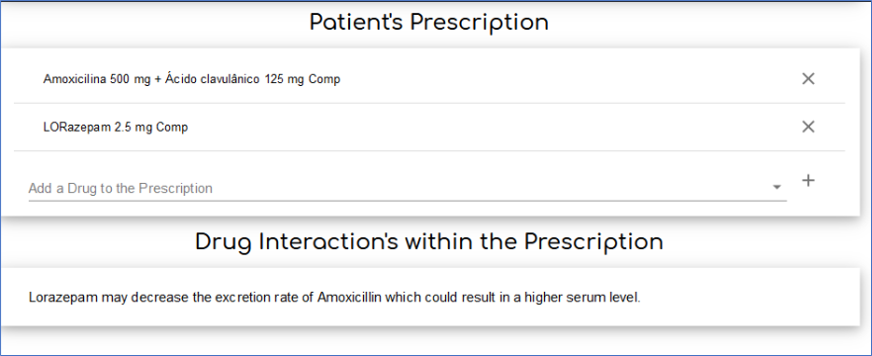 Patient's Prescription
Amoxicilina 500 mg + Ácido clavulânico 125 mg Comp
LORazepam 2.5 mg Comp
Add a Drug to the Prescription
Drug Interaction's within the Prescription
Lorazepam may decrease the excretion rate of Amoxicillin which could result in a higher serum level.